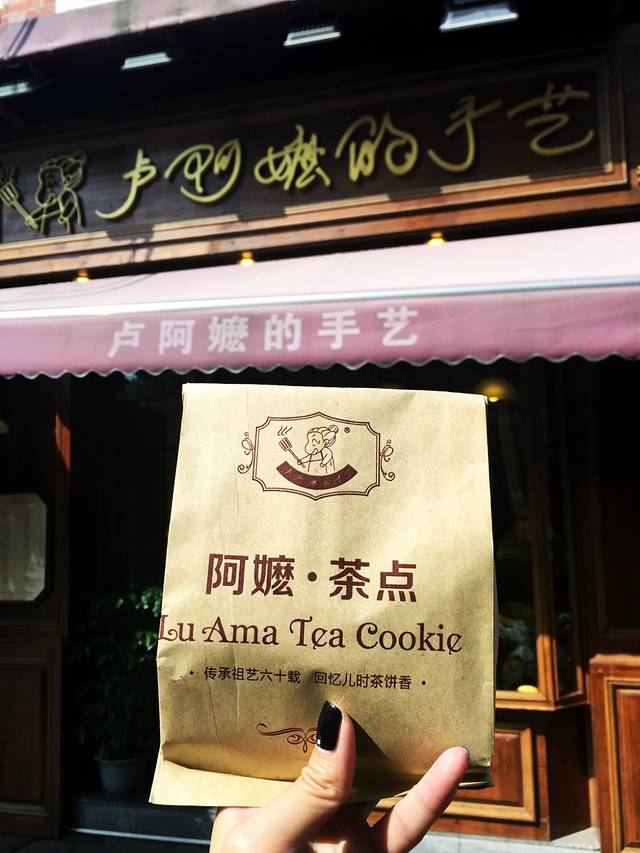 卢阿嬷的手艺
卢阿嬷的手艺
®
阿嬷·茶点
Lu Ama Tea Cookie
· 传承祖艺六十载 回忆儿时茶饼香 ·